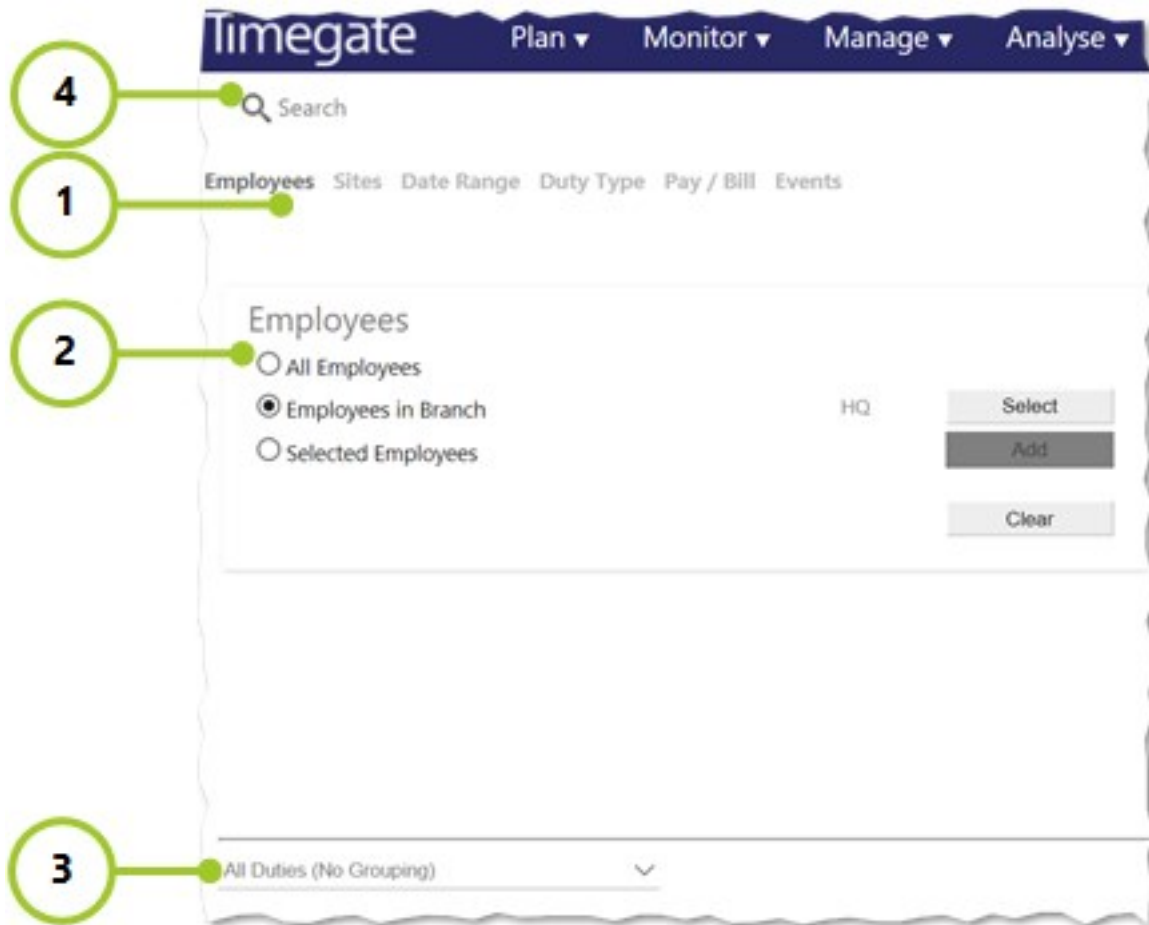 Timegate Plan ▼ Monitor ▼ Manage ▼ Analyse ▼
4
Search
Employees Sites Date Range Duty Type Pay / Bill Events
1
Employees
2
All Employees
Employees in Branch HQ Select
Selected Employees Add
Clear
3
All Duties (No Grouping)